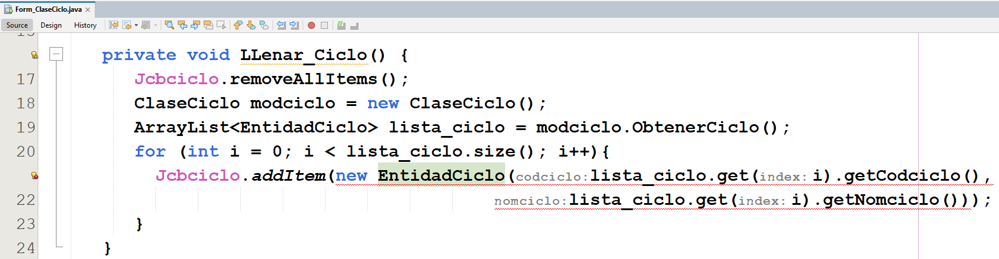 Form_ClaseCiclo.java
Source Design History
private void LLenar_Ciclo() {
17 Jcbciclo.removeAllItems();
18 ClaseCiclo modciclo = new ClaseCiclo();
19 ArrayList<EntidadCiclo> lista_ciclo = modciclo.ObtenerCiclo();
20 for (int i = 0; i < lista_ciclo.size(); i++){
Jcbciclo.addItem(new EntidadCiclo(codciclo:lista_ciclo.get(index: i).getCodciclo(),
22 nomciclo:lista_ciclo.get(index: i).getNomciclo()));
23 }
24 }